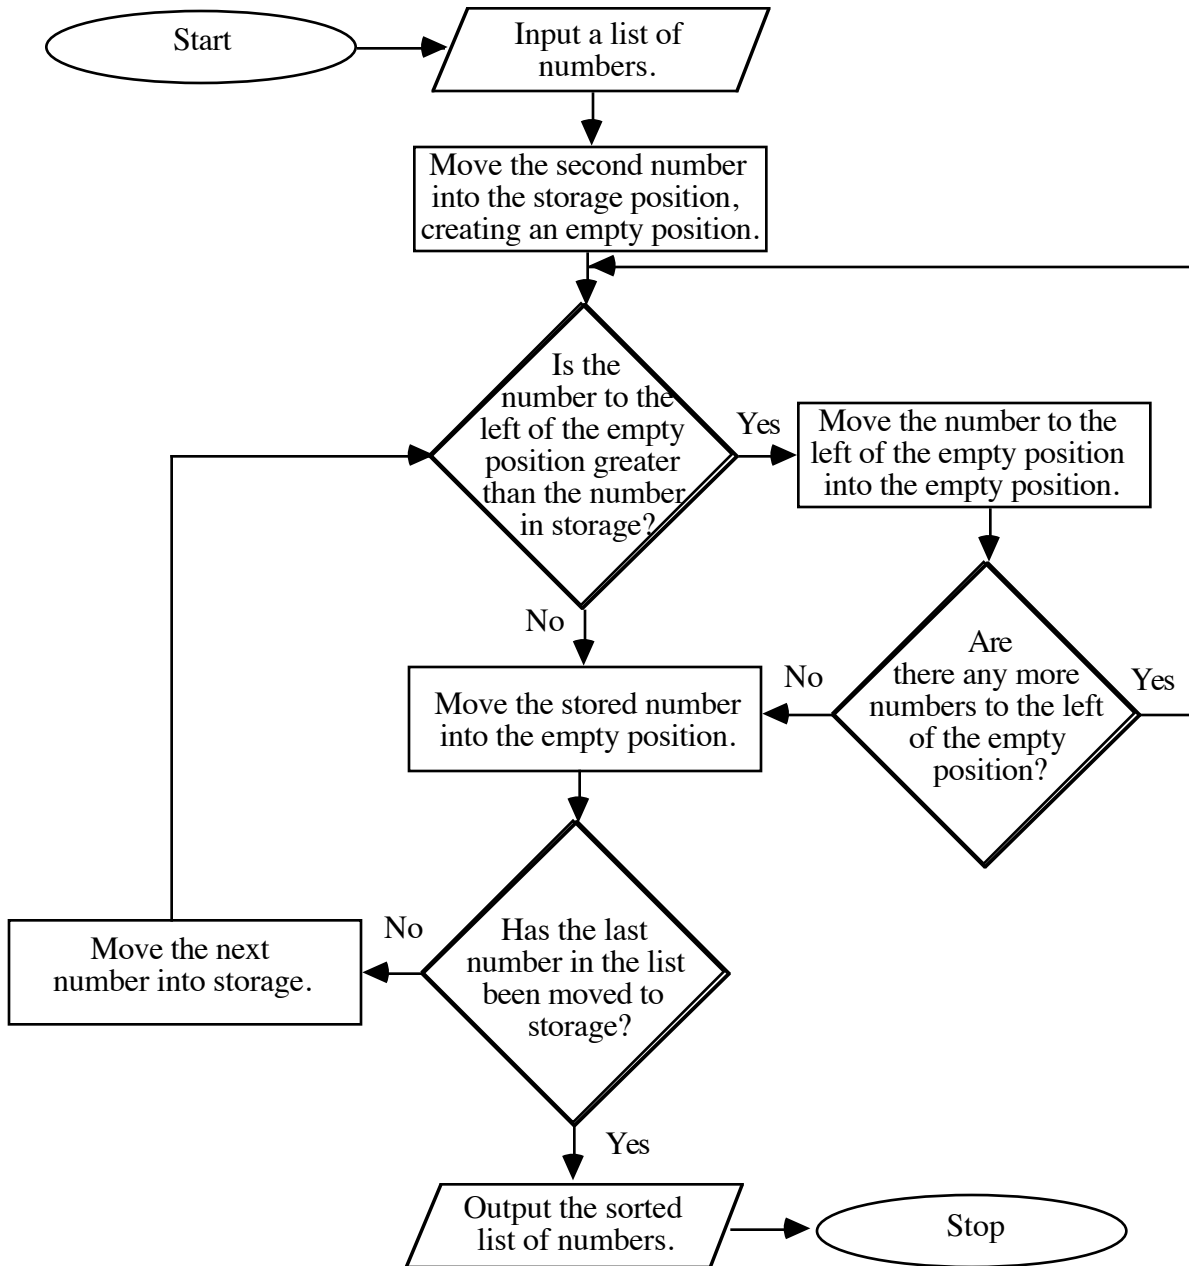 Start
Input a list of
numbers.
Move the second number
into the storage position,
creating an empty position.
Is the
number to the
left of the empty
position greater
than the number
in storage?
Yes
Move the number to the
left of the empty position
into the empty position.
No
Are
there any more
numbers to the left
of the empty
position?
No
Yes
Move the stored number
into the empty position.
Has the last
number in the list
been moved to
storage?
No
Move the next
number into storage.
Yes
Output the sorted
list of numbers.
Stop